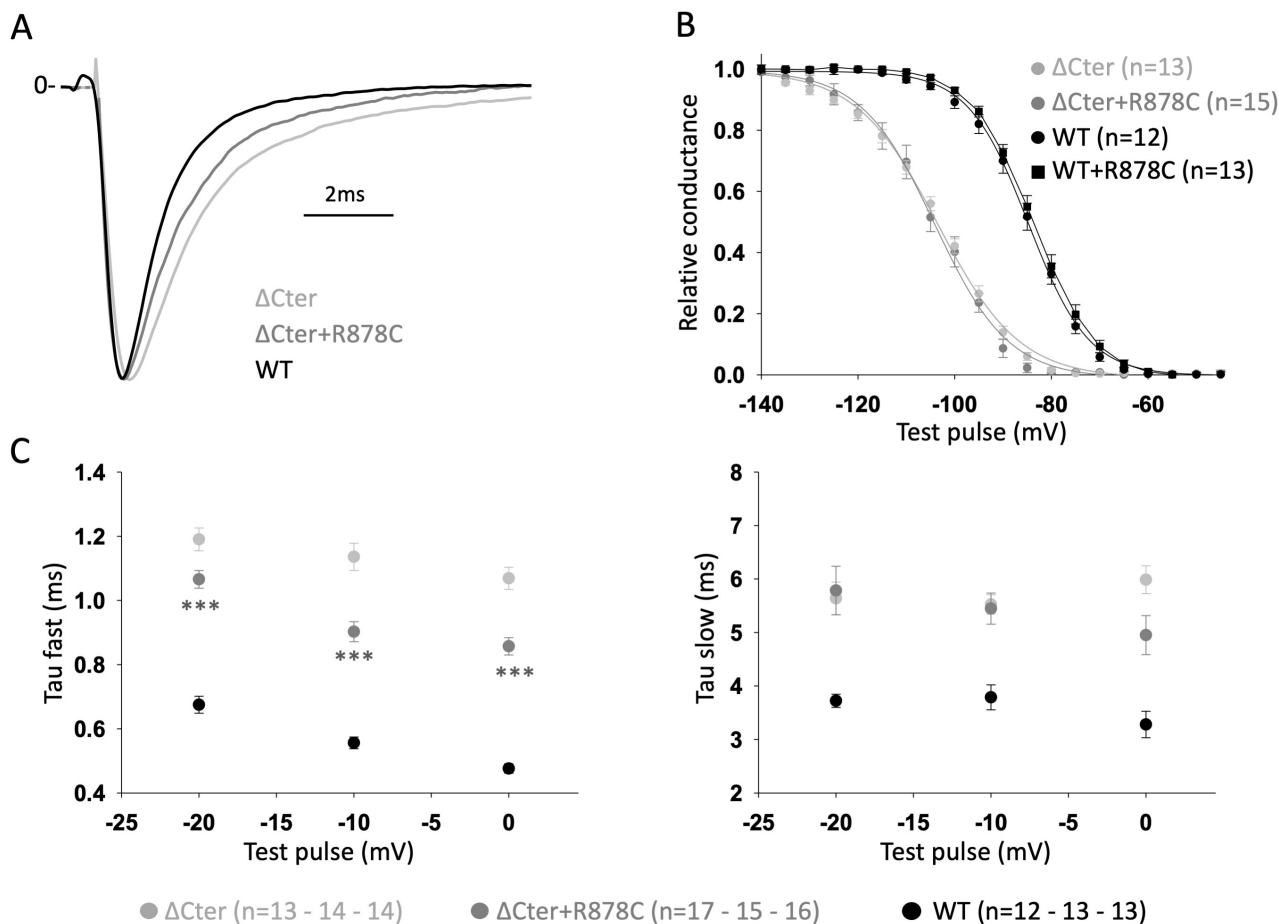 A
0-
2ms
ΔCter
ΔCter+R878C
WT
B
Relative conductance
1.0
0.8
0.6
0.4
0.2
0.0
-140
-120
-100
-80
-60
Test pulse (mV)
ΔCter (n=13)
ΔCter+R878C (n=15)
WT (n=12)
WT+R878C (n=13)
C
Tau fast (ms)
1.4
1.2
1.0
0.8
0.6
0.4
***
***
***
-25
-20
-15
-10
-5
0
Test pulse (mV)
Tau slow (ms)
8
7
6
5
4
3
2
-25
-20
-15
-10
-5
0
Test pulse (mV)
ΔCter (n=13 - 14 - 14)
ΔCter+R878C (n=17 - 15 - 16)
WT (n=12 - 13 - 13)